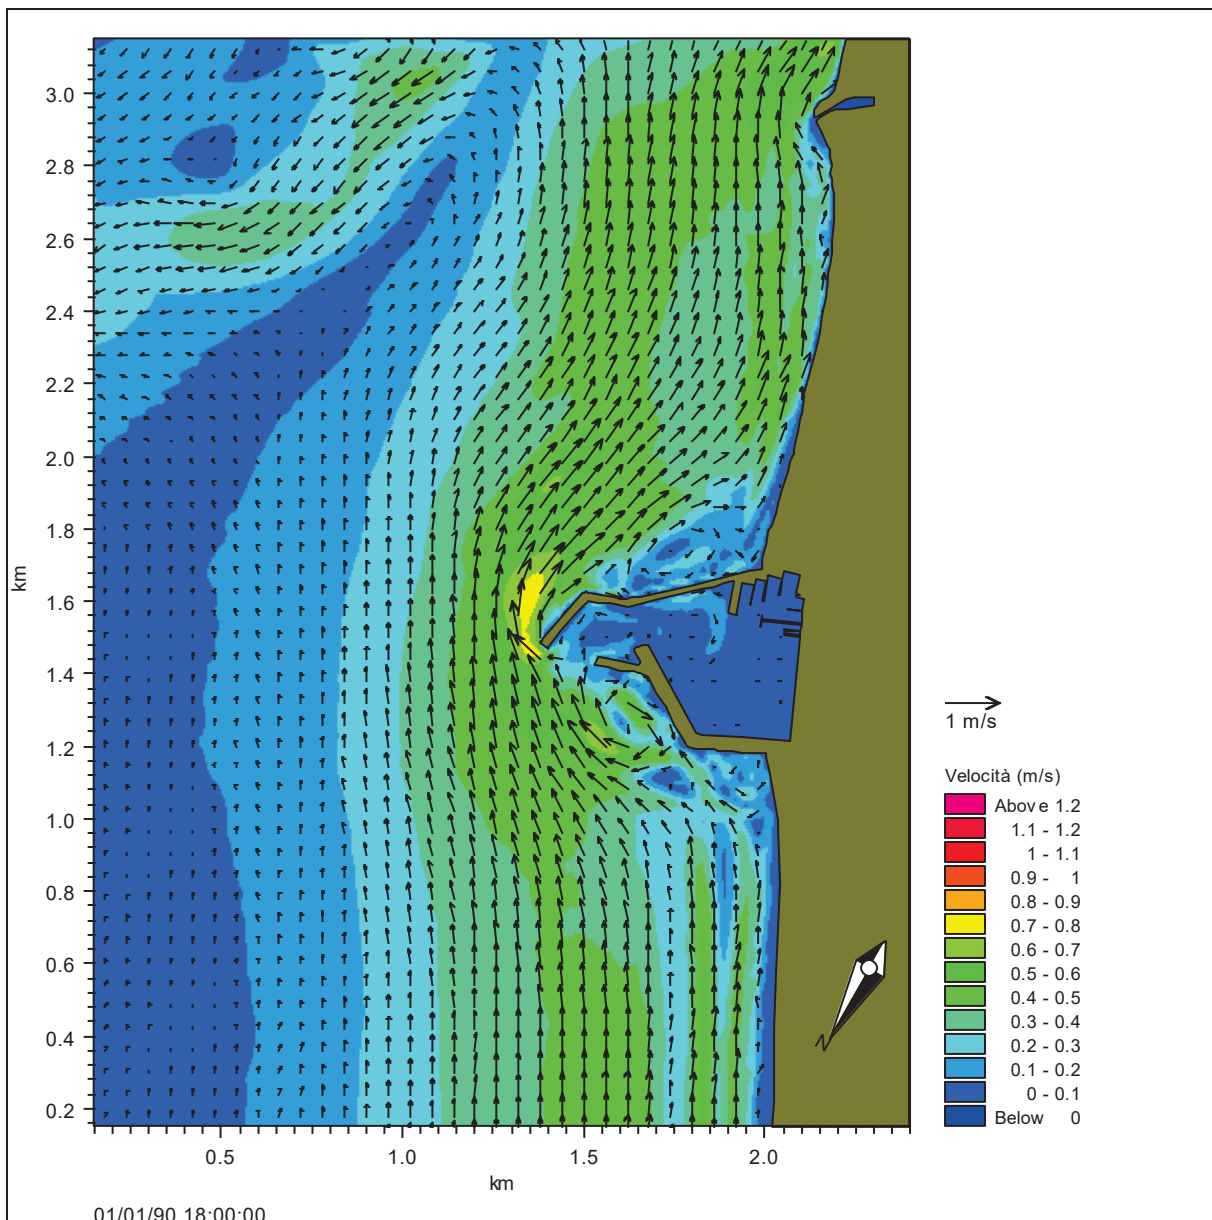 3.0
2.8
2.6
2.4
2.2
2.0
1.8
1.6
1.4
1.2
1.0
0.8
0.6
0.4
0.2
km
0.5 1.0 1.5 2.0
km
01/01/90 18:00:00
N
1 m/s
Velocità (m/s)
Above 1.2
1.1 - 1.2
1 - 1.1
0.9 - 1
0.8 - 0.9
0.7 - 0.8
0.6 - 0.7
0.5 - 0.6
0.4 - 0.5
0.3 - 0.4
0.2 - 0.3
0.1 - 0.2
0 - 0.1
Below 0